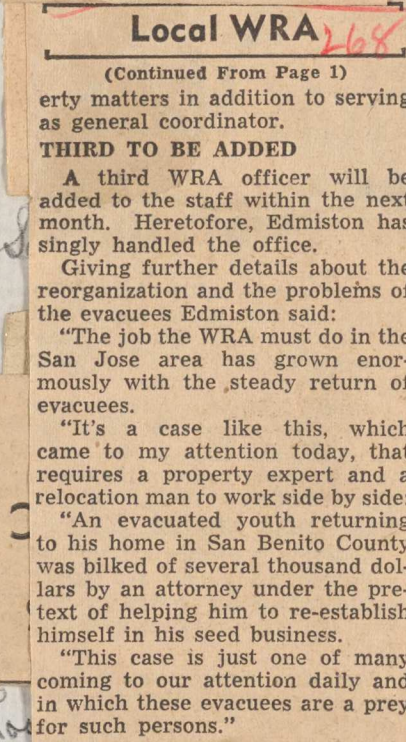 Local WRA
268
(Continued From Page 1)
erty matters in addition to serving
as general coordinator.
THIRD TO BE ADDED
A third WRA officer will be
added to the staff within the next
month. Heretofore, Edmiston has
singly handled the office.
Giving further details about the
reorganization and the problems of
the evacuees Edmiston said:
“The job the WRA must do in the
San Jose area has grown enor-
mously with the steady return of
evacuees.
“It's a case like this, which
came to my attention today, that
requires a property expert and a
relocation man to work side by side:
“An evacuated youth returning
to his home in San Benito County
was bilked of several thousand dol-
lars by an attorney under the pre-
text of helping him to re-establish
himself in his seed business.
“This case is just one of many
coming to our attention daily and
in which these evacuees are a prey
for such persons.”